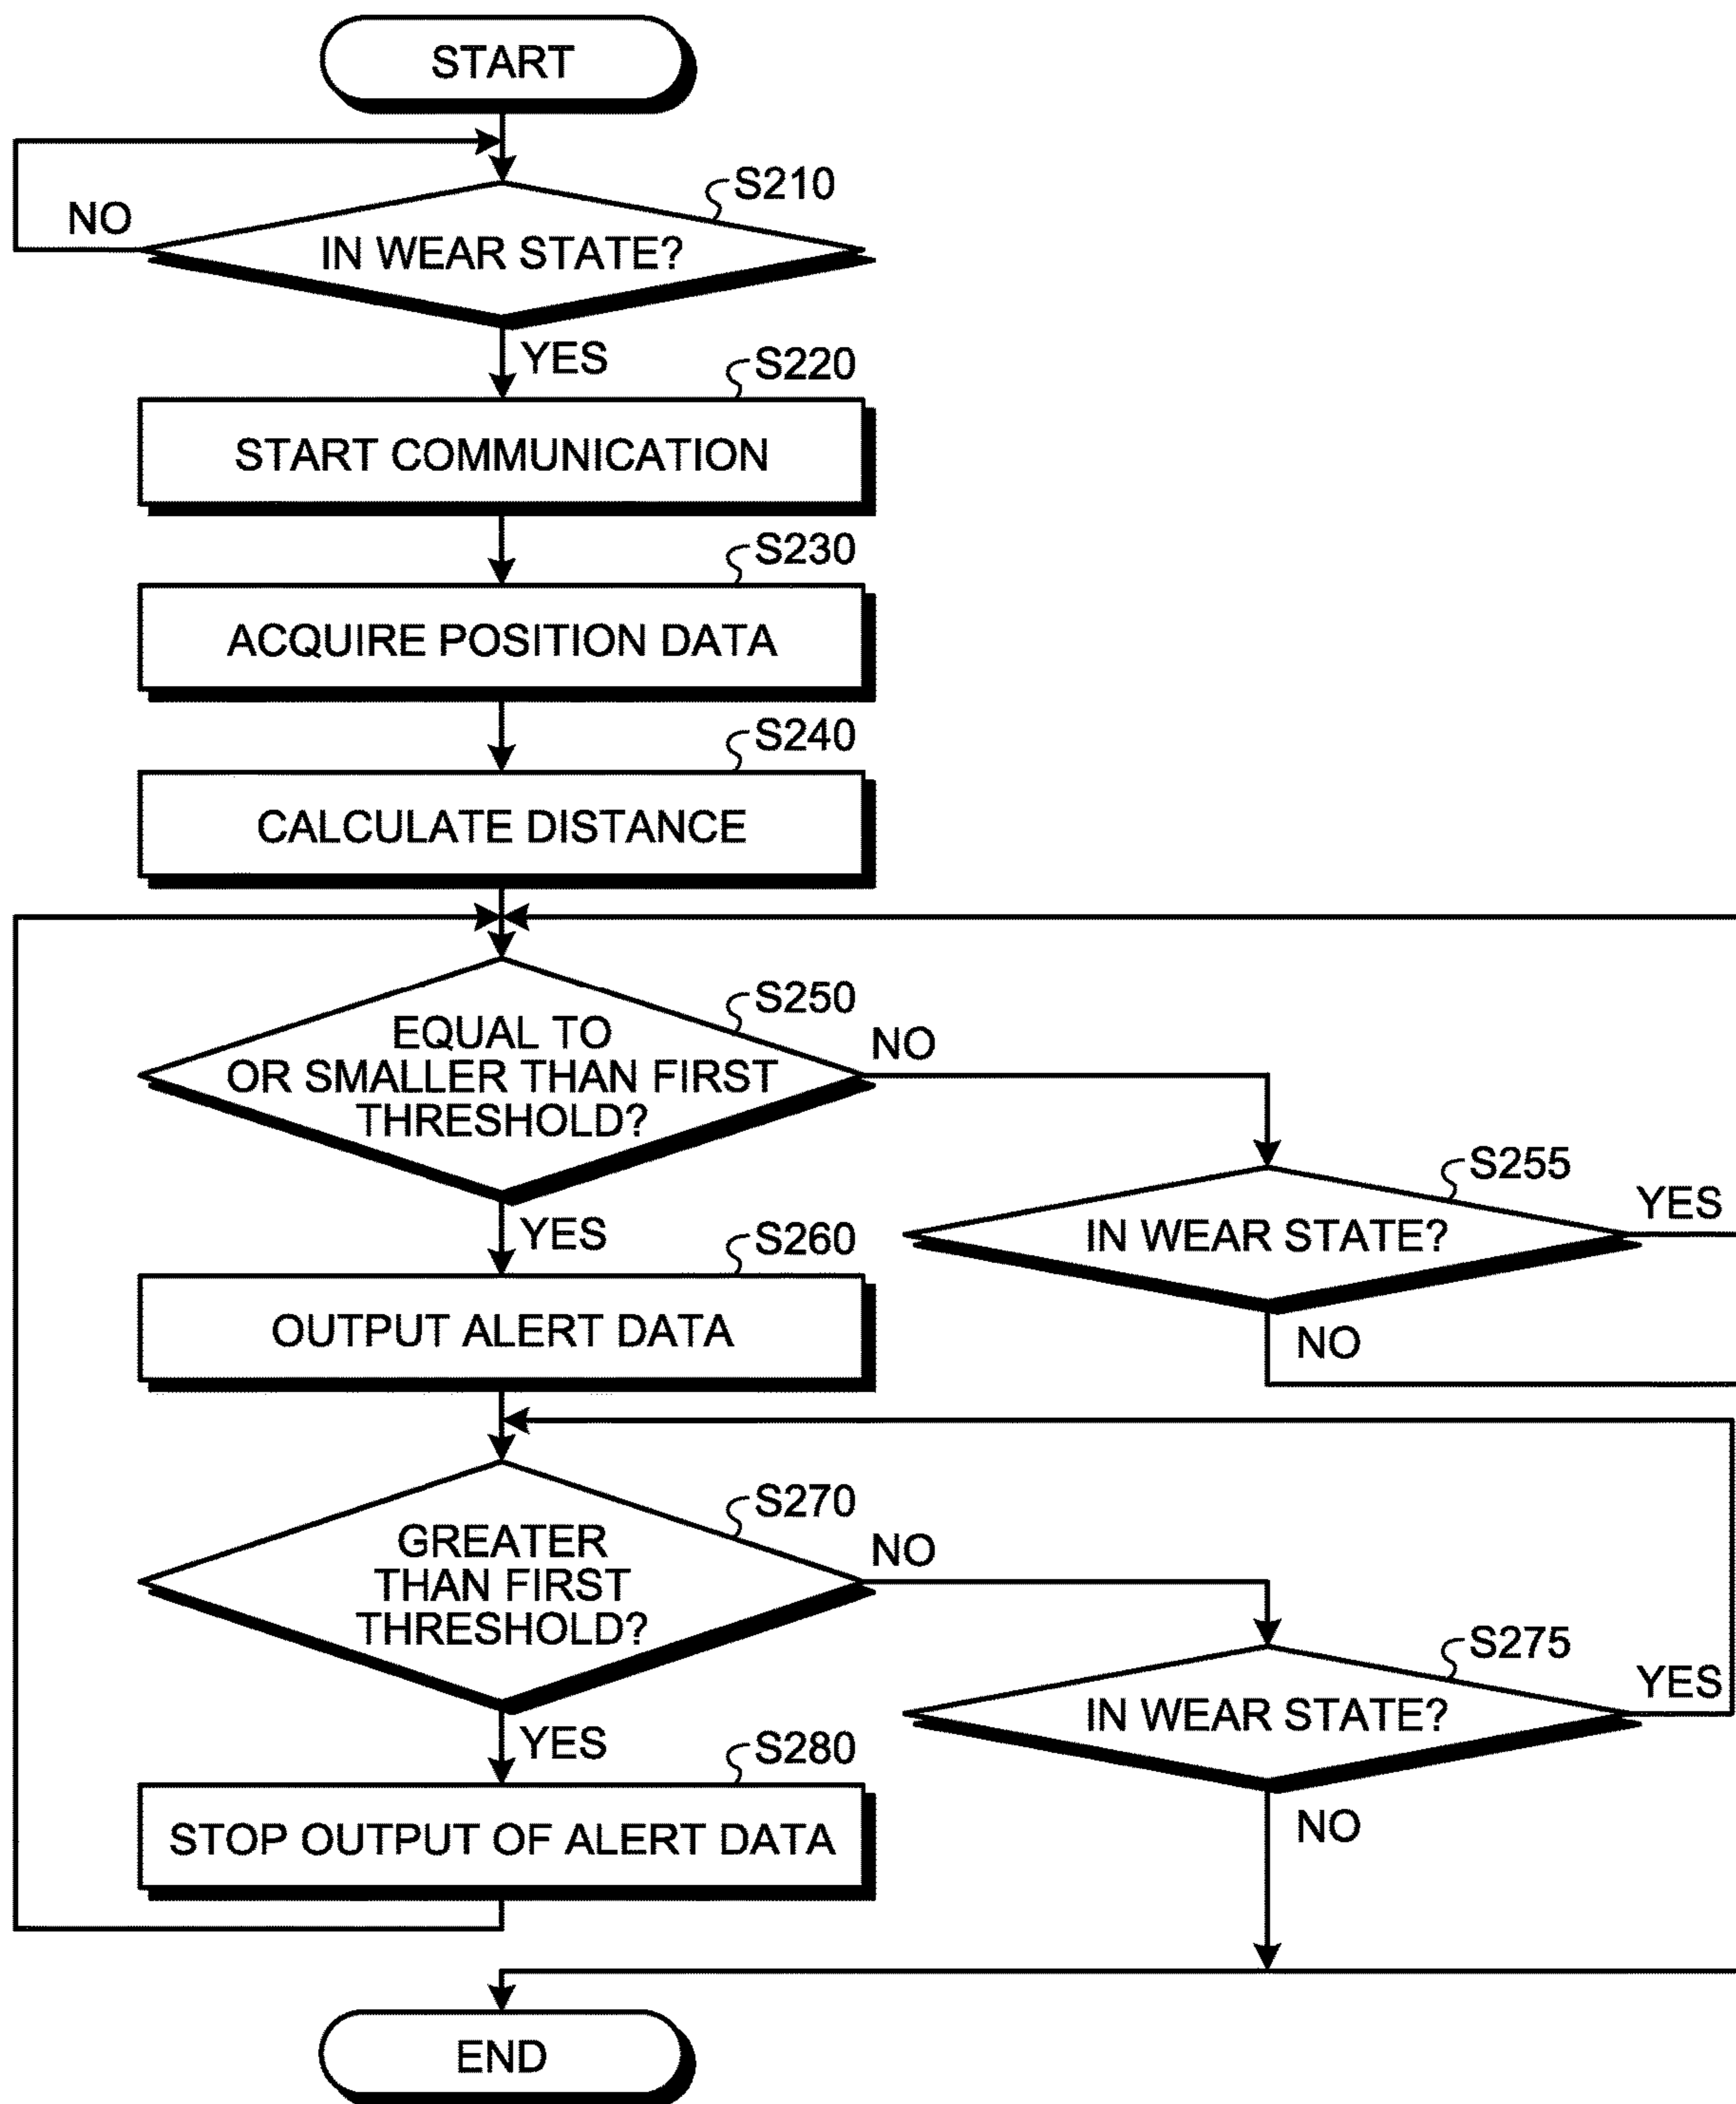 START
S210
NO
IN WEAR STATE?
YES
S220
START COMMUNICATION
S230
ACQUIRE POSITION DATA
S240
CALCULATE DISTANCE
S250
EQUAL TO
OR SMALLER THAN FIRST
THRESHOLD?
NO
YES
S255
IN WEAR STATE?
YES
NO
S260
OUTPUT ALERT DATA
S270
GREATER
THAN FIRST
THRESHOLD?
NO
YES
S275
IN WEAR STATE?
YES
NO
S280
STOP OUTPUT OF ALERT DATA
END